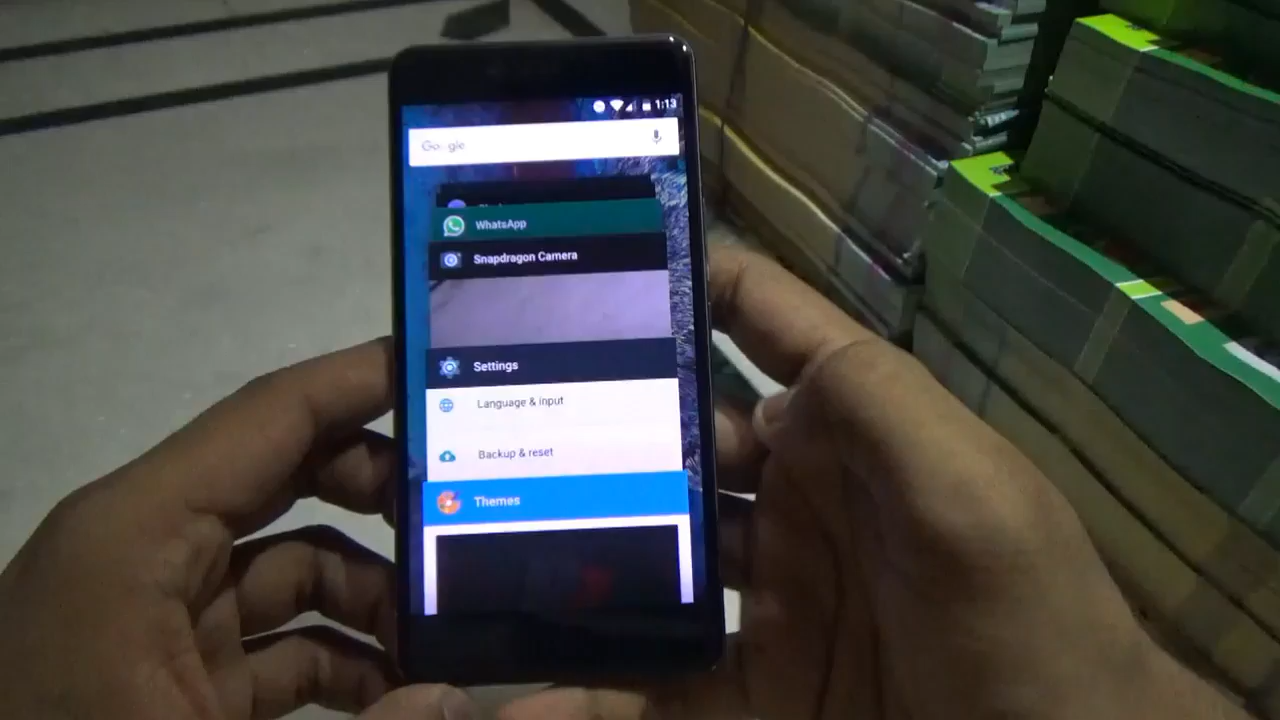 1:13
Google
WhatsApp
Snapdragon Camera
Settings
Language & input
Backup & reset
Themes